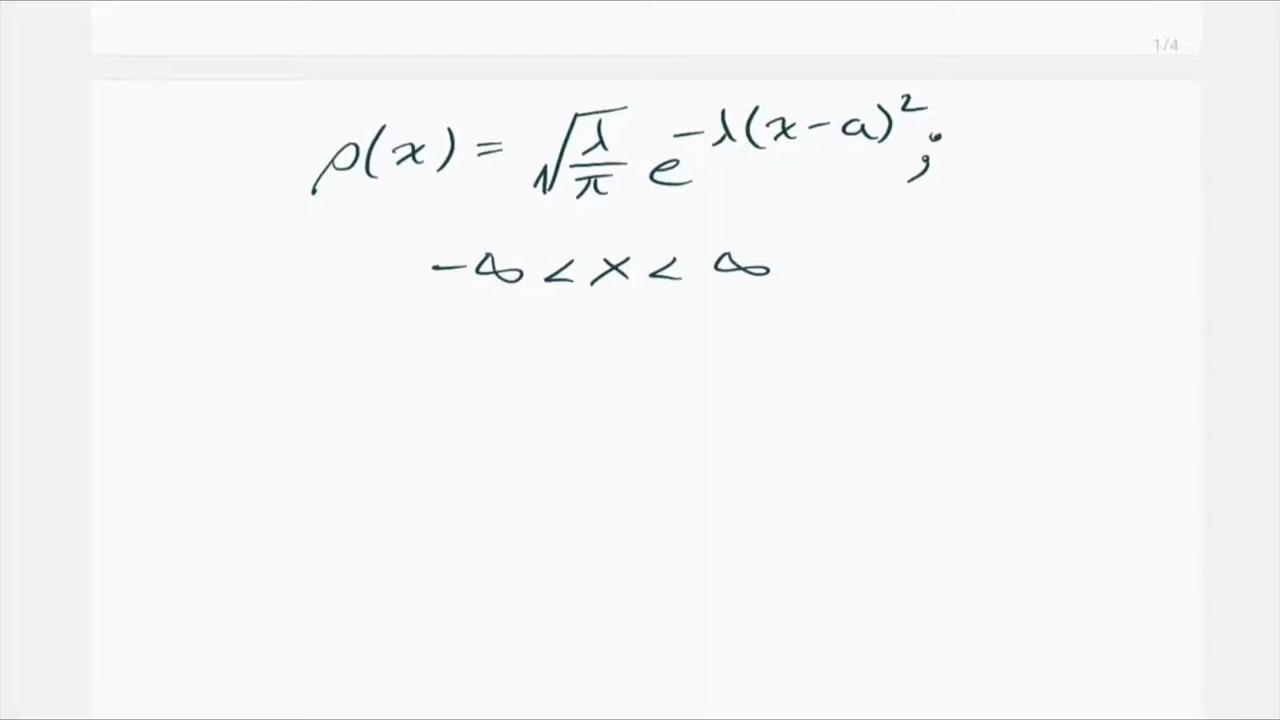 1/4
ρ(x) = √(λ/π) e^{-λ(x-a)²};
-∞ < x < ∞